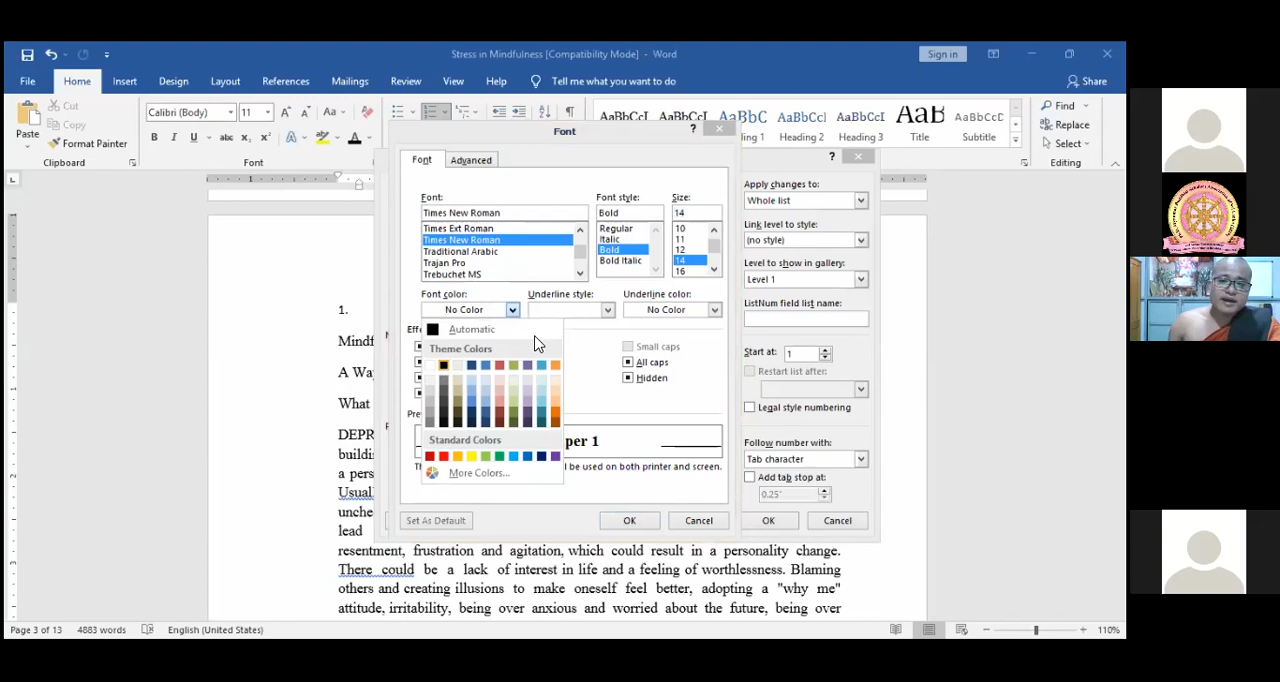 Stress in Mindfulness [Compatibility Mode] - Word
Sign in
File Home Insert Design Layout References Mailings Review View Help Tell me what you want to do Share
Paste
Cut
Copy
Format Painter
Clipboard
Calibri (Body) 11
Font
AaBbCcI AaBbCcI AaBbC AaBbCcI AaBbCcI AaB AaBbCcD
ng 1 Heading 2 Heading 3 Title Subtitle
Find
Replace
Select
Editing
Font
Font Advanced
Font: Font style: Size:
Times New Roman Bold 14
Times Ext Roman Regular 10
Times New Roman Italic 11
Traditional Arabic Bold 12
Trajan Pro Bold Italic 14
Trebuchet MS 16
Font color: Underline style: Underline color:
No Color No Color
Automatic
Theme Colors
Standard Colors
More Colors...
Effe
Small caps
All caps
Hidden
Pre
per 1
Th
ll be used on both printer and screen.
Set As Default OK Cancel
Apply changes to:
Whole list
Link level to style:
(no style)
Level to show in gallery:
Level 1
ListNum field list name:
Start at: 1
Restart list after:
Legal style numbering
Follow number with:
Tab character
Add tab stop at:
0.25"
OK Cancel
1.
Mindf
A Way
What
DEPR
buildin
a pers
Usuall
unche
lead
resentment, frustration and agitation, which could result in a personality change.
There could be a lack of interest in life and a feeling of worthlessness. Blaming
others and creating illusions to make oneself feel better, adopting a "why me"
attitude, irritability, being over anxious and worried about the future, being over
Page 3 of 13 4883 words English (United States) 110%